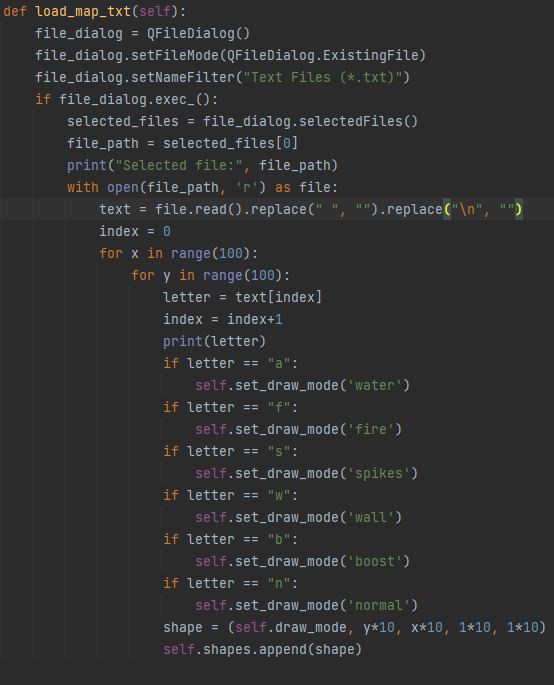 def load_map_txt(self):
    file_dialog = QFileDialog()
    file_dialog.setFileMode(QFileDialog.ExistingFile)
    file_dialog.setNameFilter("Text Files (*.txt)")
    if file_dialog.exec_():
        selected_files = file_dialog.selectedFiles()
        file_path = selected_files[0]
        print("Selected file:", file_path)
        with open(file_path, 'r') as file:
            text = file.read().replace(" ", "").replace("\n", "")
            index = 0
            for x in range(100):
                for y in range(100):
                    letter = text[index]
                    index = index+1
                    print(letter)
                    if letter == "a":
                        self.set_draw_mode('water')
                    if letter == "f":
                        self.set_draw_mode('fire')
                    if letter == "s":
                        self.set_draw_mode('spikes')
                    if letter == "w":
                        self.set_draw_mode('wall')
                    if letter == "b":
                        self.set_draw_mode('boost')
                    if letter == "n":
                        self.set_draw_mode('normal')
                    shape = (self.draw_mode, y*10, x*10, 1*10, 1*10)
                    self.shapes.append(shape)